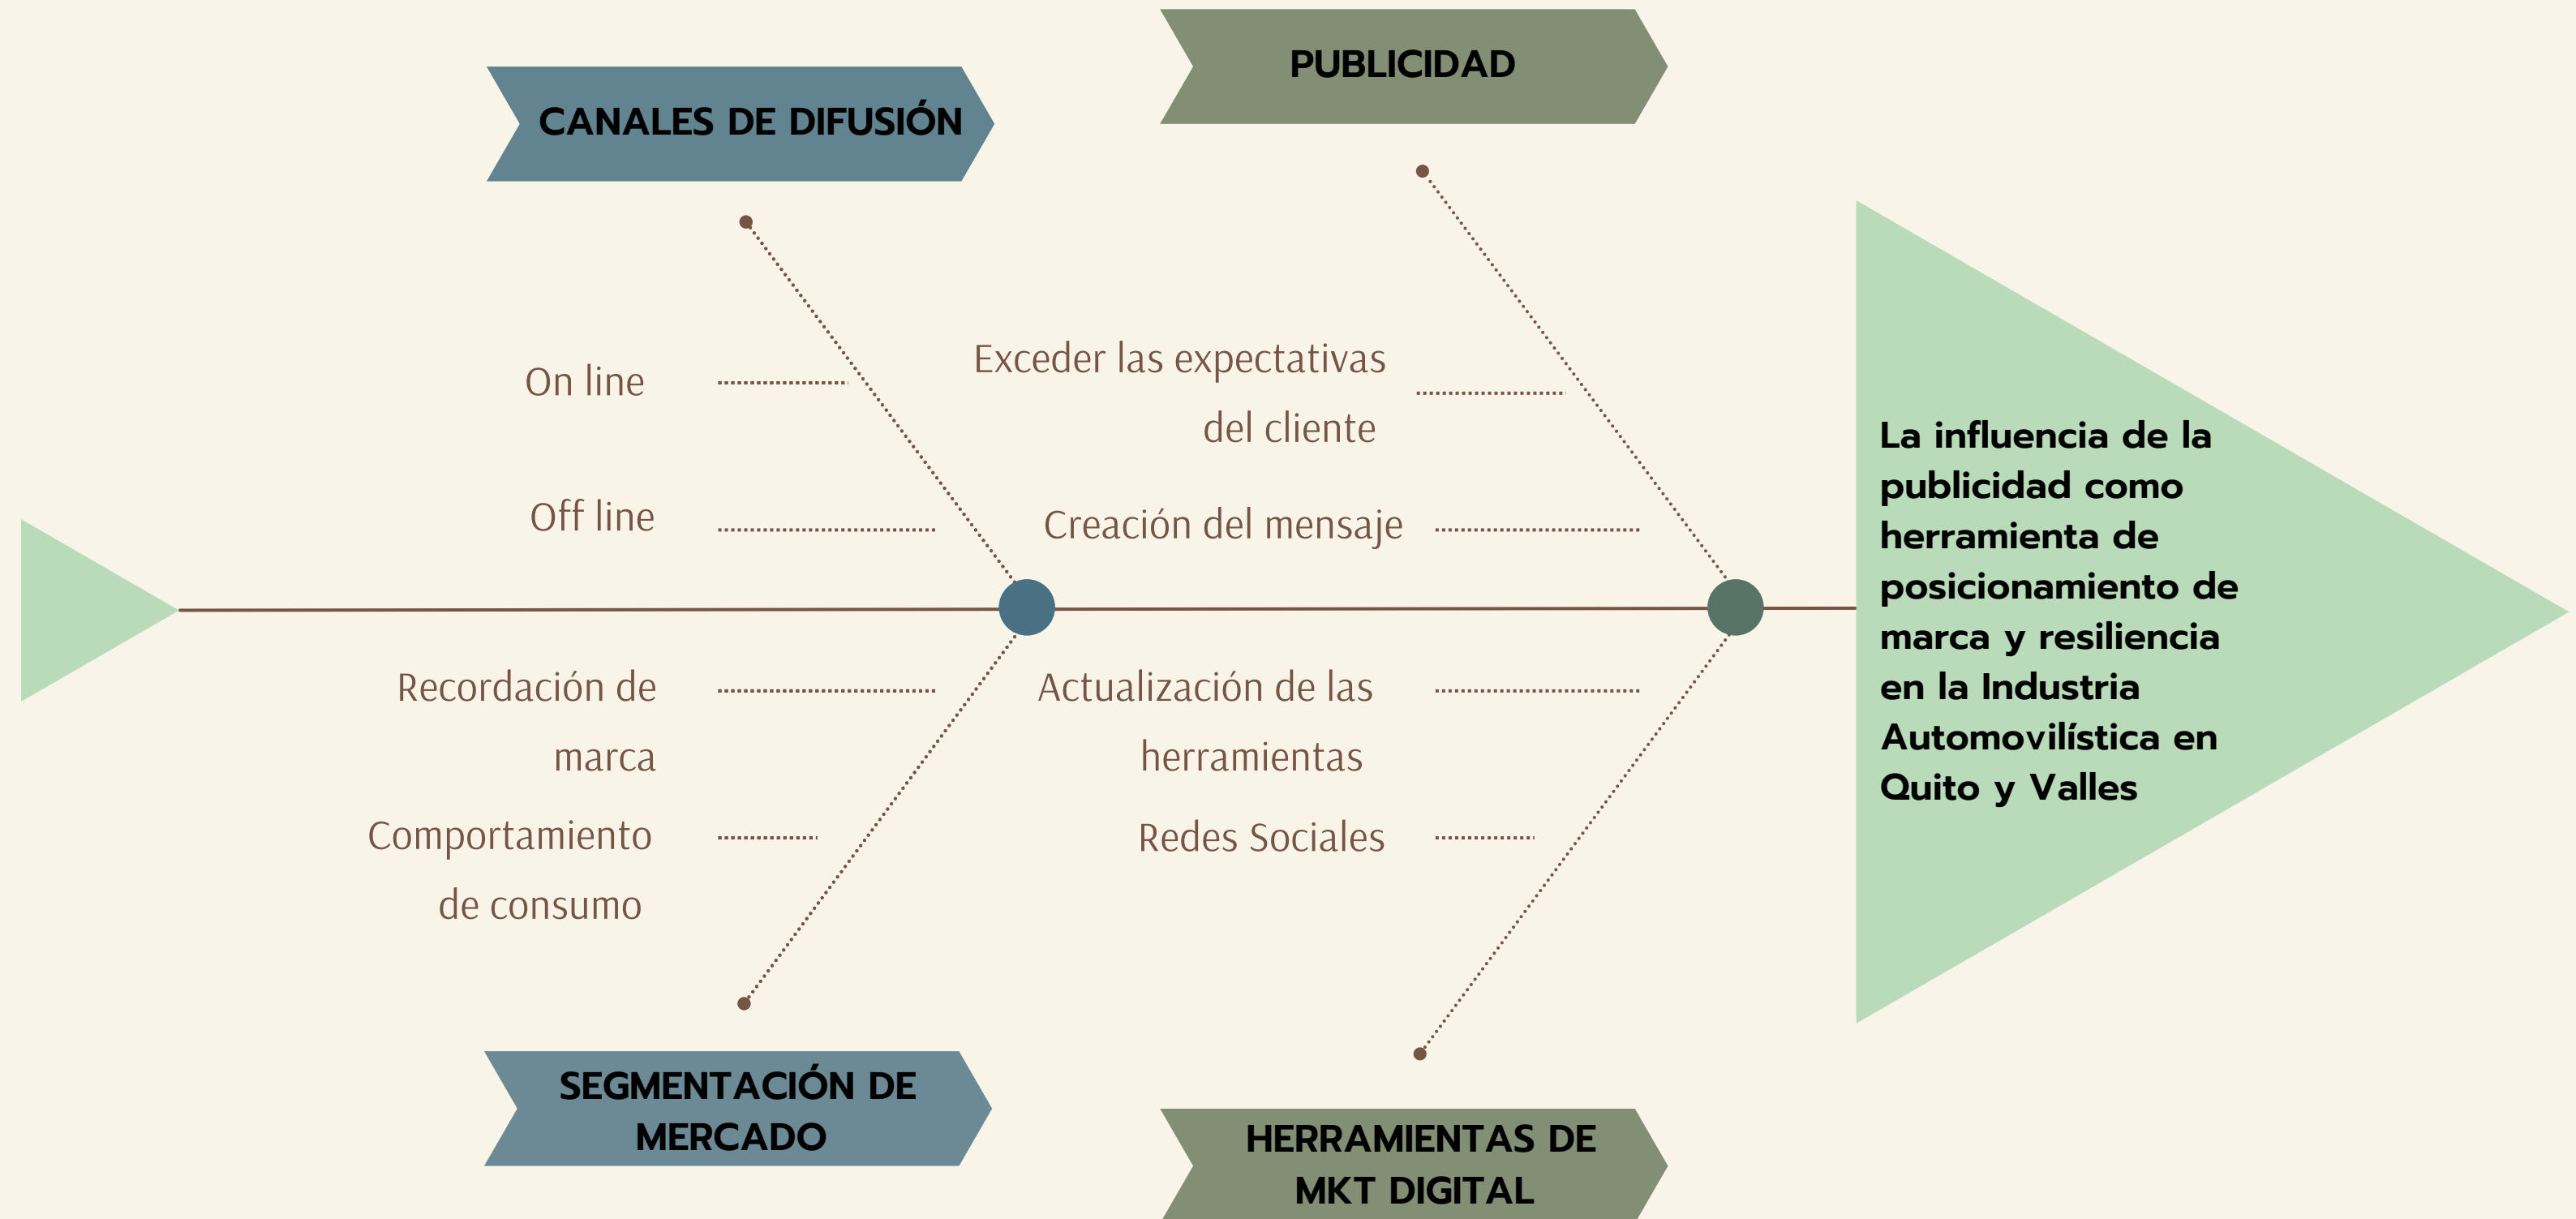 PUBLICIDAD
CANALES DE DIFUSIÓN
On line
Off line
Exceder las expectativas
del cliente
Creación del mensaje
Recordación de
marca
Comportamiento
de consumo
Actualización de las
herramientas
Redes Sociales
La influencia de la
publicidad como
herramienta de
posicionamiento de
marca y resiliencia
en la Industria
Automovilística en
Quito y Valles
SEGMENTACIÓN DE
MERCADO
HERRAMIENTAS DE
MKT DIGITAL